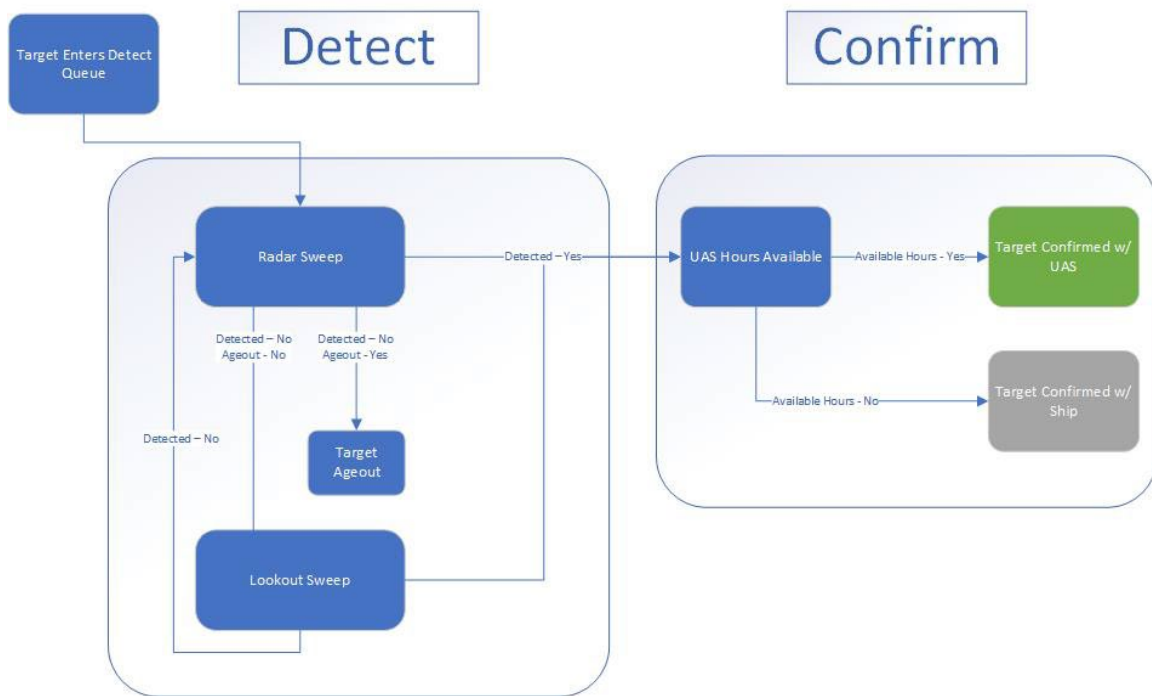 Detect
Confirm
Target Enters Detect
Queue
Radar Sweep
Detected – Yes
UAS Hours Available
Available Hours - Yes
Target Confirmed w/
UAS
Detected – No
Ageout - No
Detected – No
Ageout - Yes
Available Hours - No
Target Confirmed w/
Ship
Detected – No
Target
Ageout
Lookout Sweep